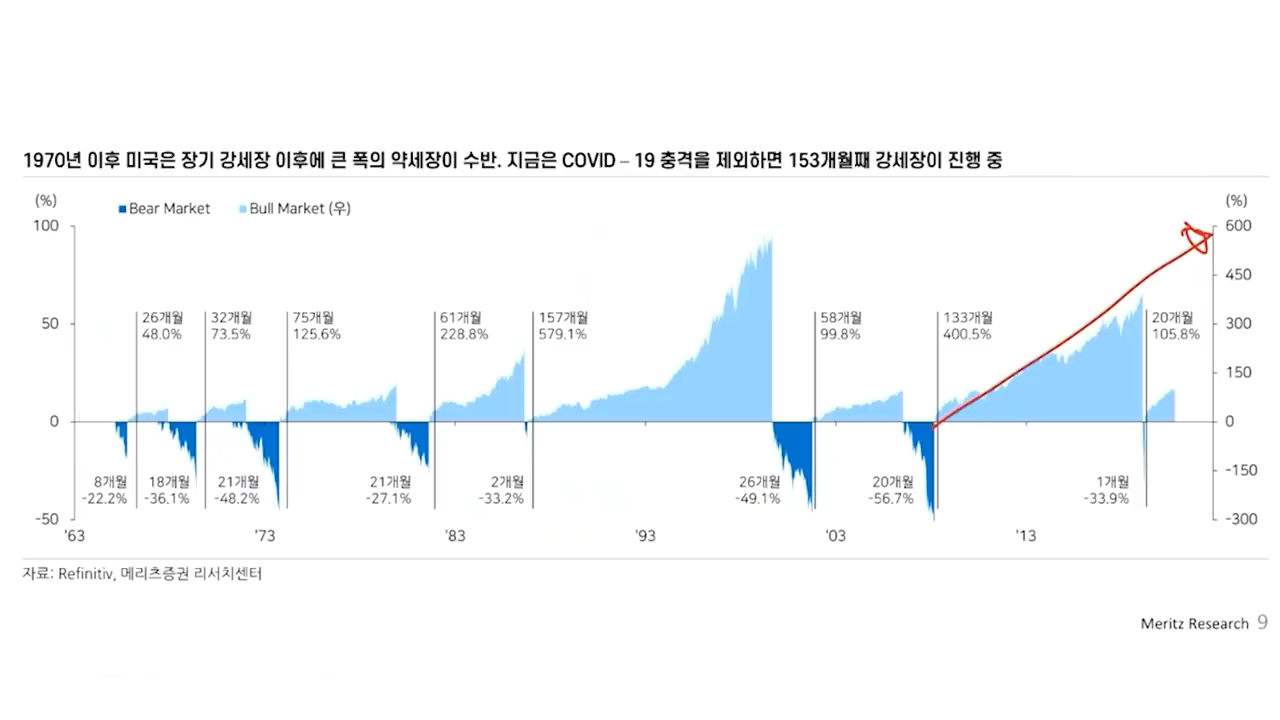 1970년 이후 미국은 장기 강세장 이후에 큰 폭의 약세장이 수반. 지금은 COVID – 19 충격을 제외하면 153개월째 강세장이 진행 중
(%)
Bear Market
Bull Market (우)
(%)
100
50
0
-50
600
450
300
150
0
-150
-300
26개월
48.0%
32개월
73.5%
75개월
125.6%
61개월
228.8%
157개월
579.1%
58개월
99.8%
133개월
400.5%
20개월
105.8%
8개월
-22.2%
18개월
-36.1%
21개월
-48.2%
21개월
-27.1%
2개월
-33.2%
26개월
-49.1%
20개월
-56.7%
1개월
-33.9%
'63
'73
'83
'93
'03
'13
자료: Refinitiv, 메리츠증권 리서치센터
Meritz Research 9